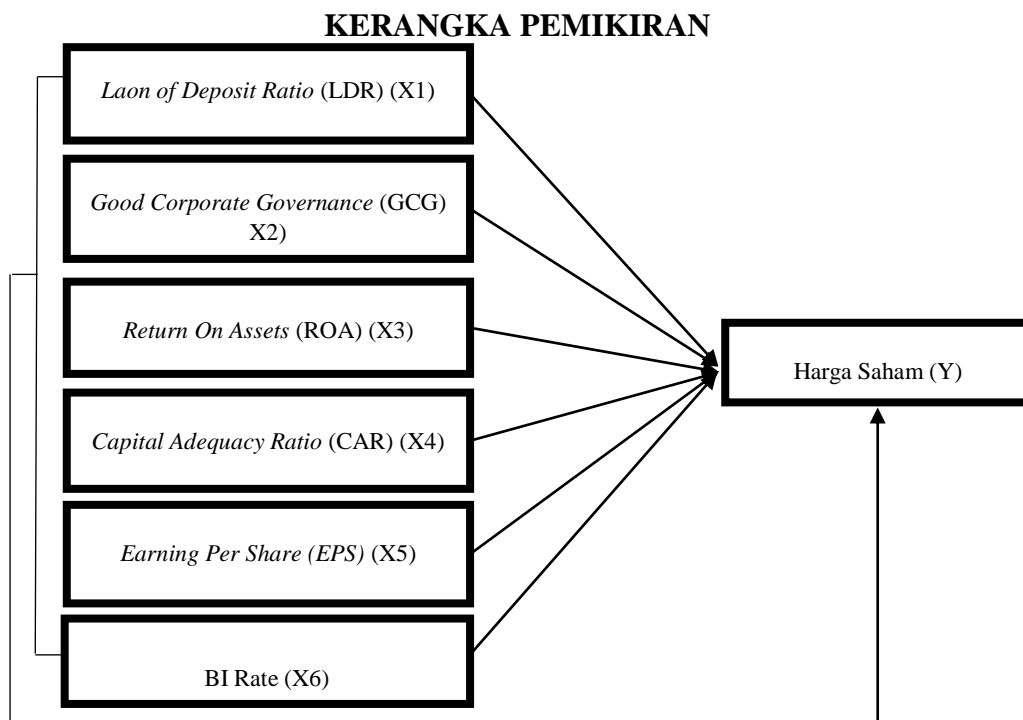 KERANGKA PEMIKIRAN
Laon of Deposit Ratio (LDR) (X1)
Good Corporate Governance (GCG)
X2)
Return On Assets (ROA) (X3)
Capital Adequacy Ratio (CAR) (X4)
Earning Per Share (EPS) (X5)
BI Rate (X6)
Harga Saham (Y)